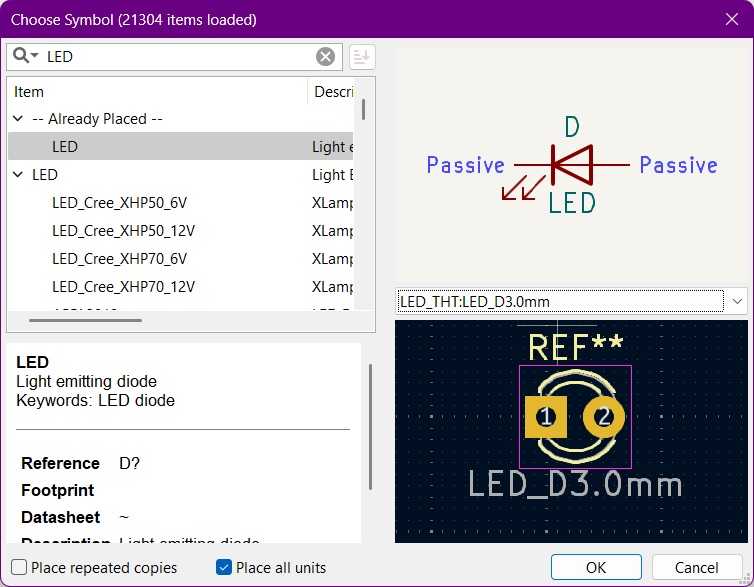 Choose Symbol (21304 items loaded)
LED
Item Descri
-- Already Placed --
LED Light e
LED Light E
LED_Cree_XHP50_6V XLamp
LED_Cree_XHP50_12V XLamp
LED_Cree_XHP70_6V XLamp
LED_Cree_XHP70_12V XLamp
LED
Light emitting diode
Keywords: LED diode
Reference D?
Footprint
Datasheet ~
Description Light emitting diode
Place repeated copies
Place all units
D
Passive Passive
LED
LED_THT:LED_D3.0mm
REF**
1 2
LED_D3.0mm
OK
Cancel